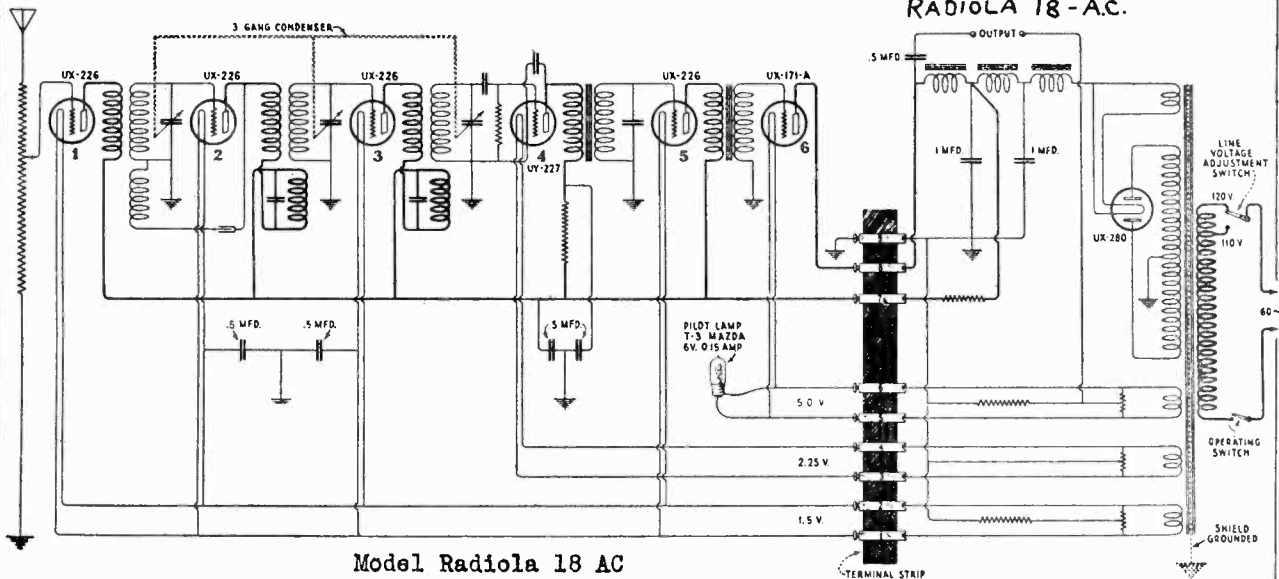 RADIOLA 18-A.C.
3 GANG CONDENSER
OUTPUT
.5 MFD
UX-226
UX-226
UX-226
UX-226
UX-171-A
1
2
3
4
5
6
UY-227
1 MFD.
1 MFD.
LINE
VOLTAGE
ADJUSTMENT
SWITCH
120 V.
110 V
UX-280
60~
.5 MFD.
.5 MFD.
.5 MFD.
PILOT LAMP
T-3 MAZDA
6V. 0.15 AMP
5.0 V
2.25 V.
1.5 V.
OPERATING
SWITCH
SHIELD
GROUNDED
Model Radiola 18 AC
TERMINAL STRIP